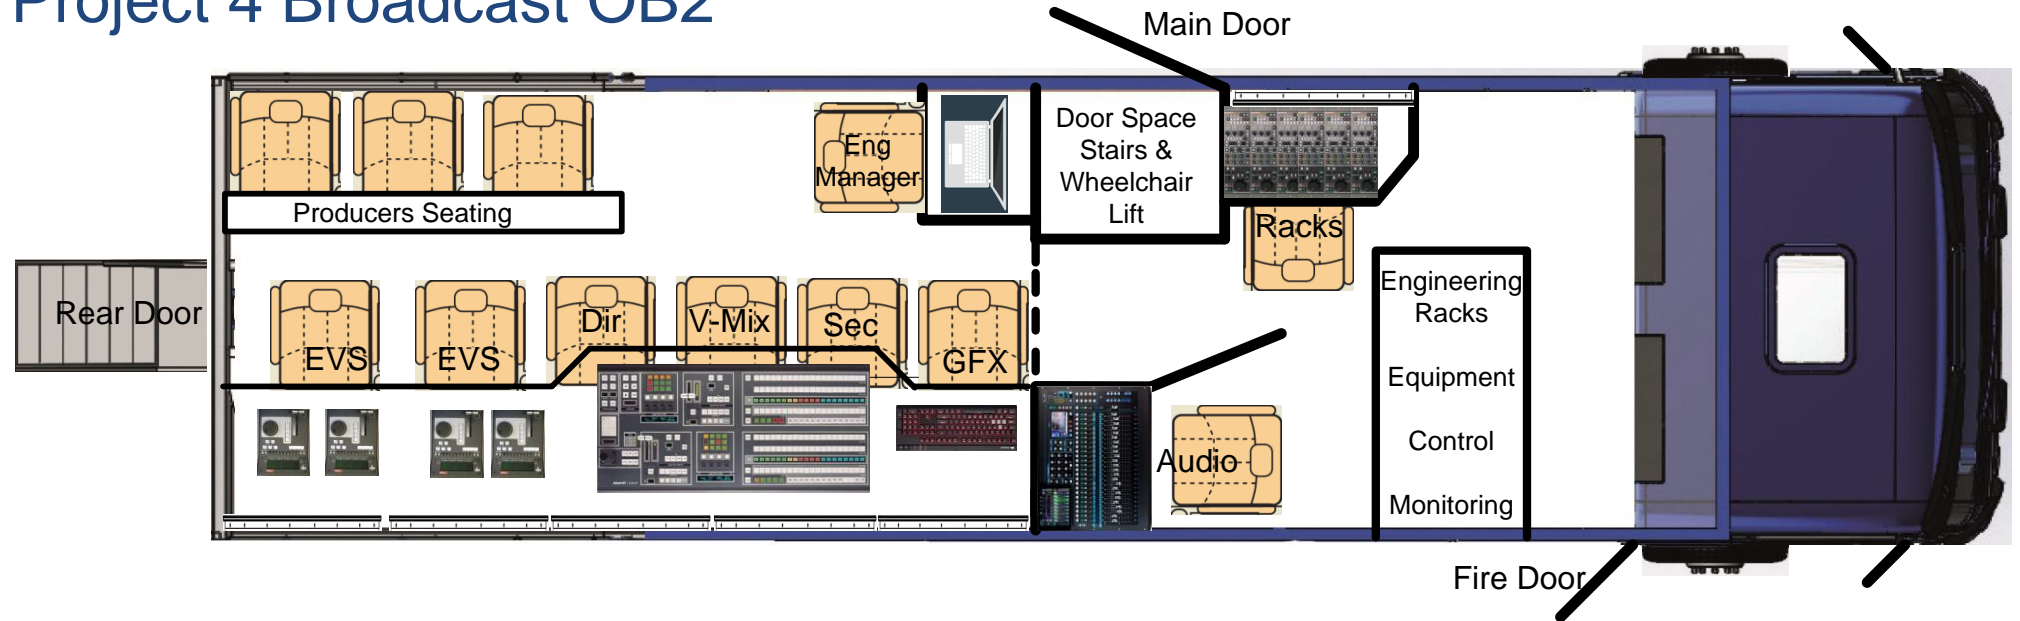 Project 4 Broadcast OB2
Main Door
Door Space
Stairs &
Wheelchair
Lift
Eng
Manager
Producers Seating
Racks
Rear Door
EVS
EVS
Dir
V-Mix
Sec
GFX
Audio
Engineering
Racks
Equipment
Control
Monitoring
Fire Door